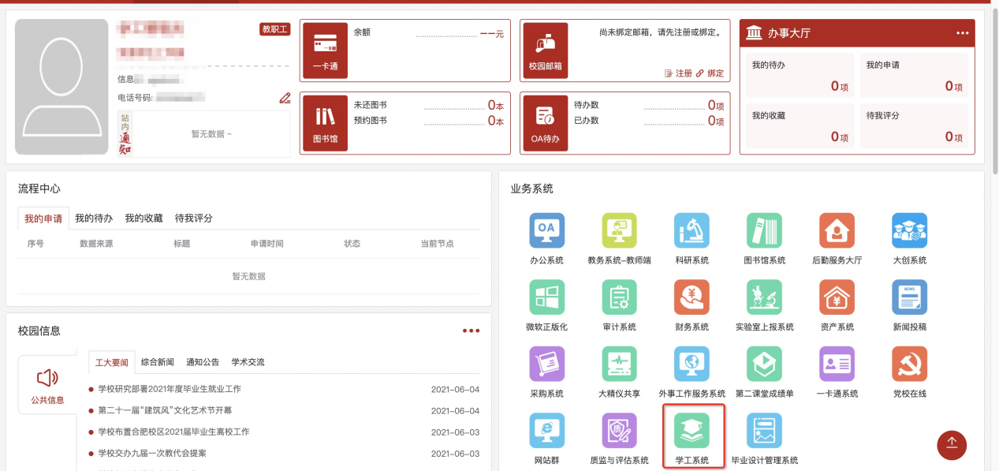 教职工
信息
电话号码:
站内通知
暂无数据 ~
一卡通
余额
一一元
校园邮箱
尚未绑定邮箱，请先注册或绑定。
注册 绑定
图书馆
未还图书 0本
预约图书 0本
OA待办
待办数 0项
已办数 0项
办事大厅
我的待办 0项
我的申请 0项
我的收藏 0项
待我评分 0项
流程中心
我的申请 我的待办 我的收藏 待我评分
序号 数据来源 标题 申请时间 状态 当前节点
暂无数据
校园信息
公共信息
工大要闻 综合新闻 通知公告 学术交流
学校研究部署2021年度毕业生就业工作 2021-06-04
第二十一届“建筑风”文化艺术节开幕 2021-06-04
学校布置合肥校区2021届毕业生离校工作 2021-06-03
学校交办九届一次教代会提案 2021-06-03
业务系统
OA
办公系统 教务系统-教师端 科研系统 图书馆系统 后勤服务大厅 大创系统
NEWS
微软正版化 审计系统 财务系统 实验室上报系统 资产系统 新闻投稿
采购系统 大精仪共享 外事工作服务系统 第二课堂成绩单 一卡通系统 党校在线
质
网站群 质监与评估系统 学工系统 毕业设计管理系统